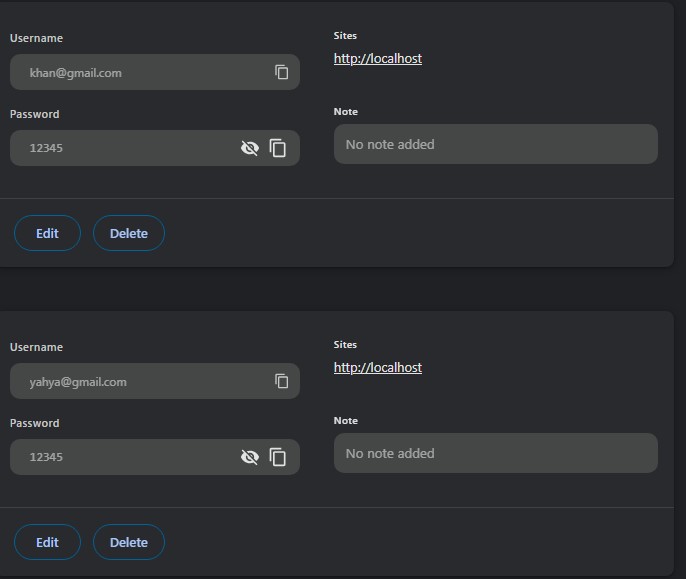 Username
khan@gmail.com
Password
12345
Sites
http://localhost
Note
No note added
Edit
Delete
Username
yahya@gmail.com
Password
12345
Sites
http://localhost
Note
No note added
Edit
Delete